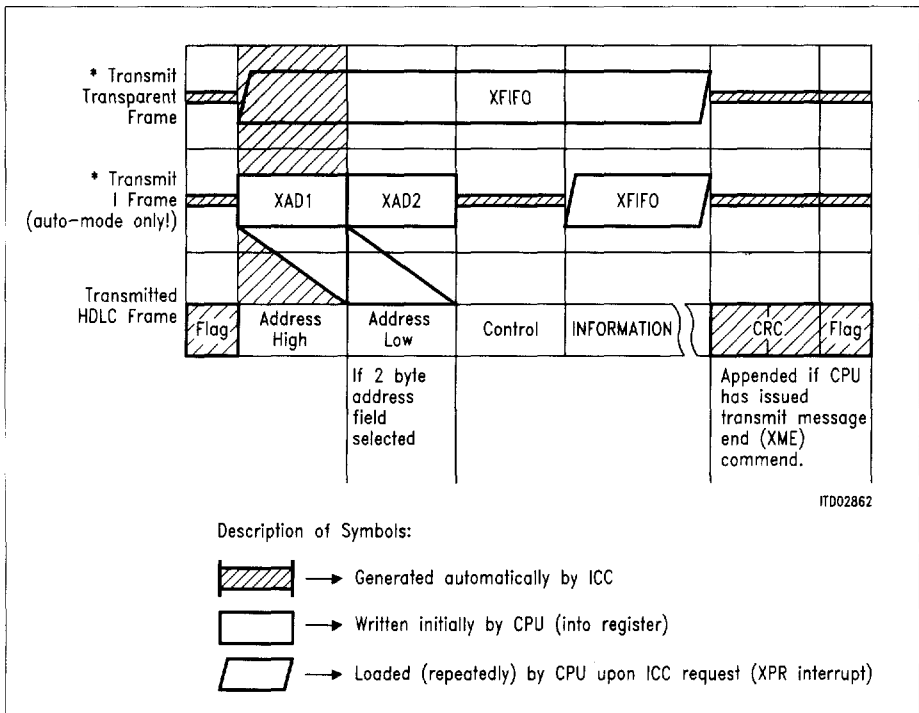 * Transmit
Transparent
Frame
XFIFO
* Transmit
I Frame
(auto-mode only!)
XAD1
XAD2
XFIFO
Transmitted
HDLC Frame
Flag
Address
High
Address
Low
Control
INFORMATION
CRC
Flag
If 2 byte
address
field
selected
Appended if CPU
has issued
transmit message
end (XME)
commend.
ITD02862
Description of Symbols:
Generated automatically by ICC
Written initially by CPU (into register)
Loaded (repeatedly) by CPU upon ICC request (XPR interrupt)